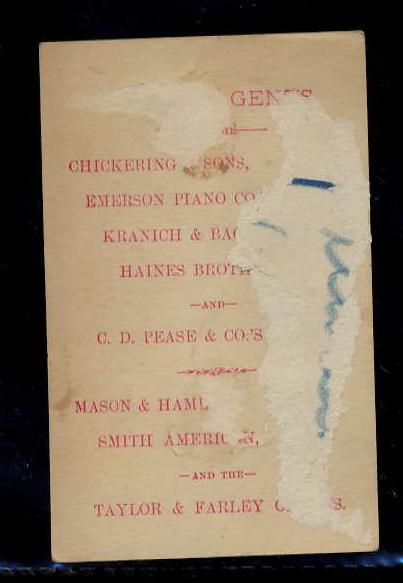 GENTS
CHICKERING & SONS,
EMERSON PIANO CO
KRANICH & BAC
HAINES BROTH
—AND—
C. D. PEASE & CO.'S
MASON & HAML
SMITH AMERIC N,
—AND THE—
TAYLOR & FARLEY O S.